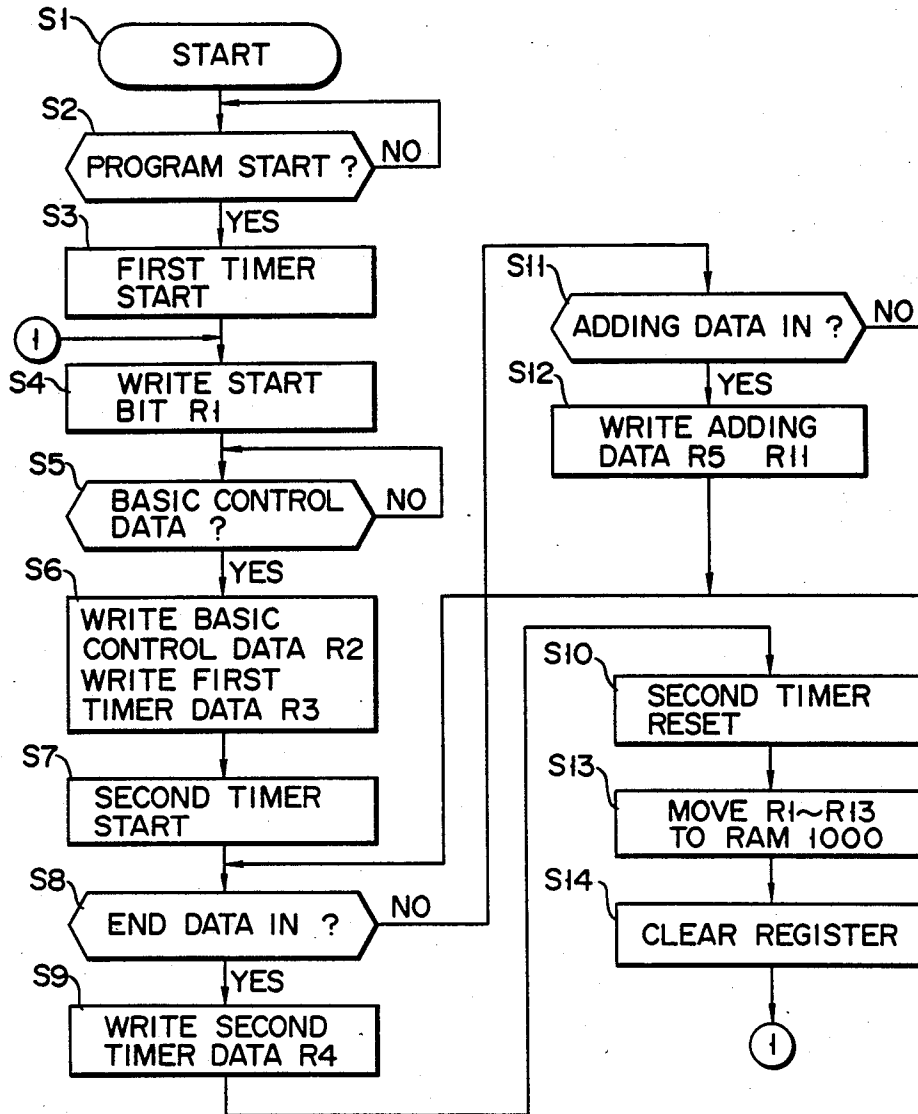 S1
START
S2
PROGRAM START ?
NO
YES
S3
FIRST TIMER
START
1
S4
WRITE START
BIT R1
S5
BASIC CONTROL
DATA ?
NO
YES
S6
WRITE BASIC
CONTROL DATA R2
WRITE FIRST
TIMER DATA R3
S7
SECOND TIMER
START
S8
END DATA IN ?
NO
YES
S9
WRITE SECOND
TIMER DATA R4
S11
ADDING DATA IN ?
NO
YES
S12
WRITE ADDING
DATA R5 R11
S10
SECOND TIMER
RESET
S13
MOVE R1~R13
TO RAM 1000
S14
CLEAR REGISTER
1